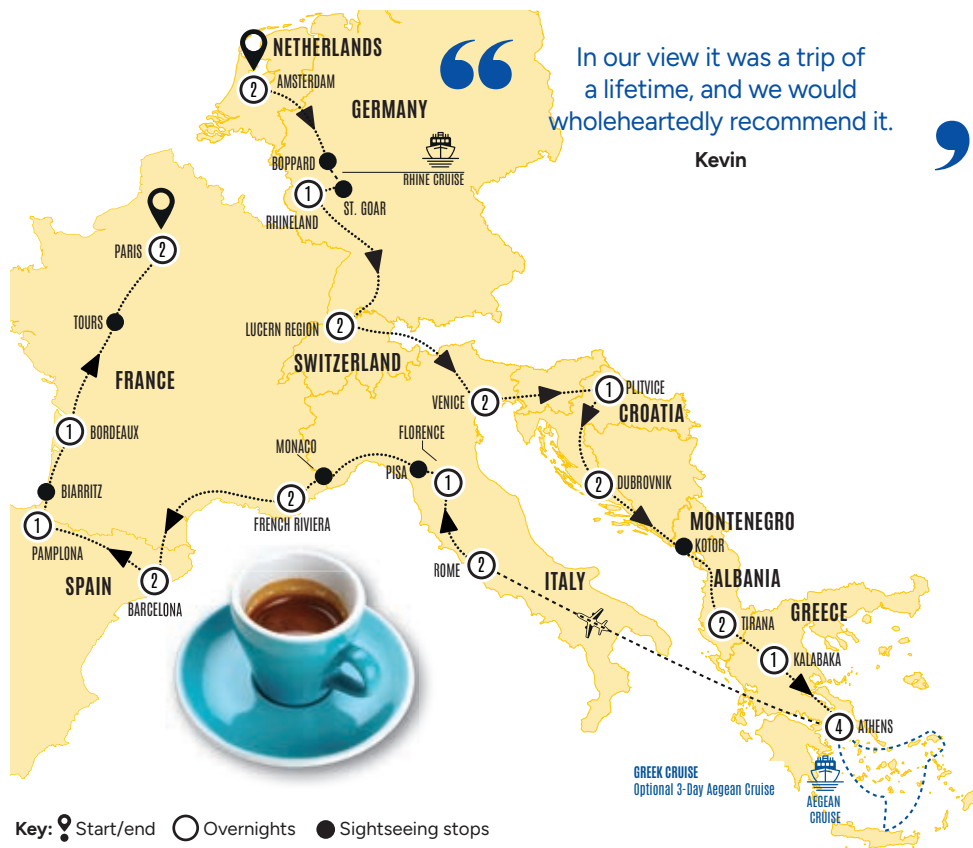 NETHERLANDS
2
AMSTERDAM
GERMANY
“
In our view it was a trip of
a lifetime, and we would
wholeheartedly recommend it.
Kevin
’
BOPPARD
RHINE CRUISE
1
ST. GOAR
RHINELAND
PARIS
2
TOURS
LUCERN REGION
2
SWITZERLAND
FRANCE
VENICE
2
1
PLITVICE
CROATIA
1
BORDEAUX
FLORENCE
MONACO
PISA
1
2
FRENCH RIVIERA
2
DUBROVNIK
BIARRITZ
1
PAMPLONA
MONTENEGRO
KOTOR
SPAIN
2
BARCELONA
ROME
2
ITALY
ALBANIA
GREECE
2
TIRANA
1
KALABAKA
4
ATHENS
GREEK CRUISE
Optional 3-Day Aegean Cruise
AEGEAN
CRUISE
Key: Start/end Overnights Sightseeing stops